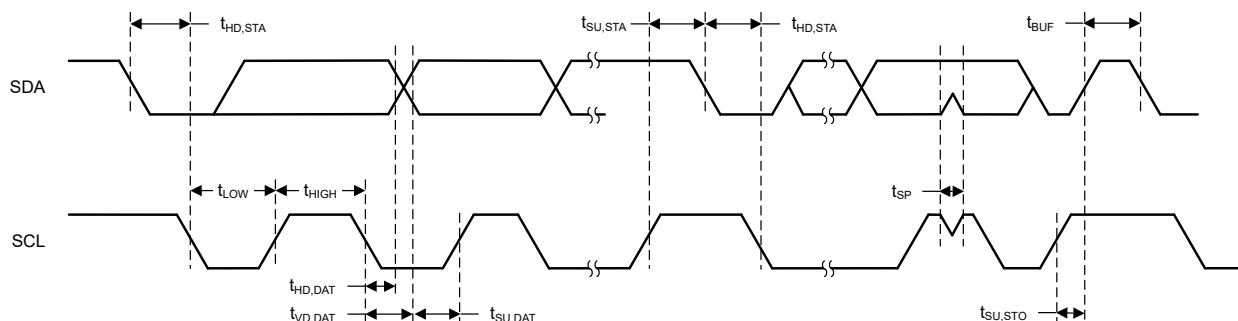 tHD,STA
tSU,STA
tHD,STA
tBUF
SDA
tLOW
tHIGH
tSP
SCL
tHD,DAT
tVD,DAT
tSU,DAT
tSU,STO